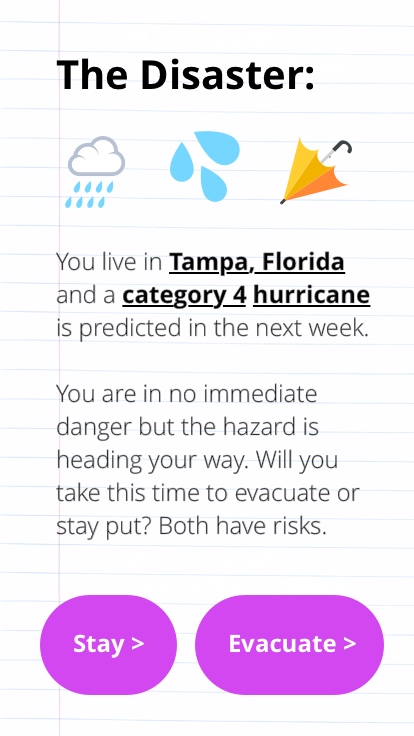 The Disaster:
You live in Tampa, Florida
and a category 4 hurricane
is predicted in the next week.
You are in no immediate
danger but the hazard is
heading your way. Will you
take this time to evacuate or
stay put? Both have risks.
Stay >
Evacuate >